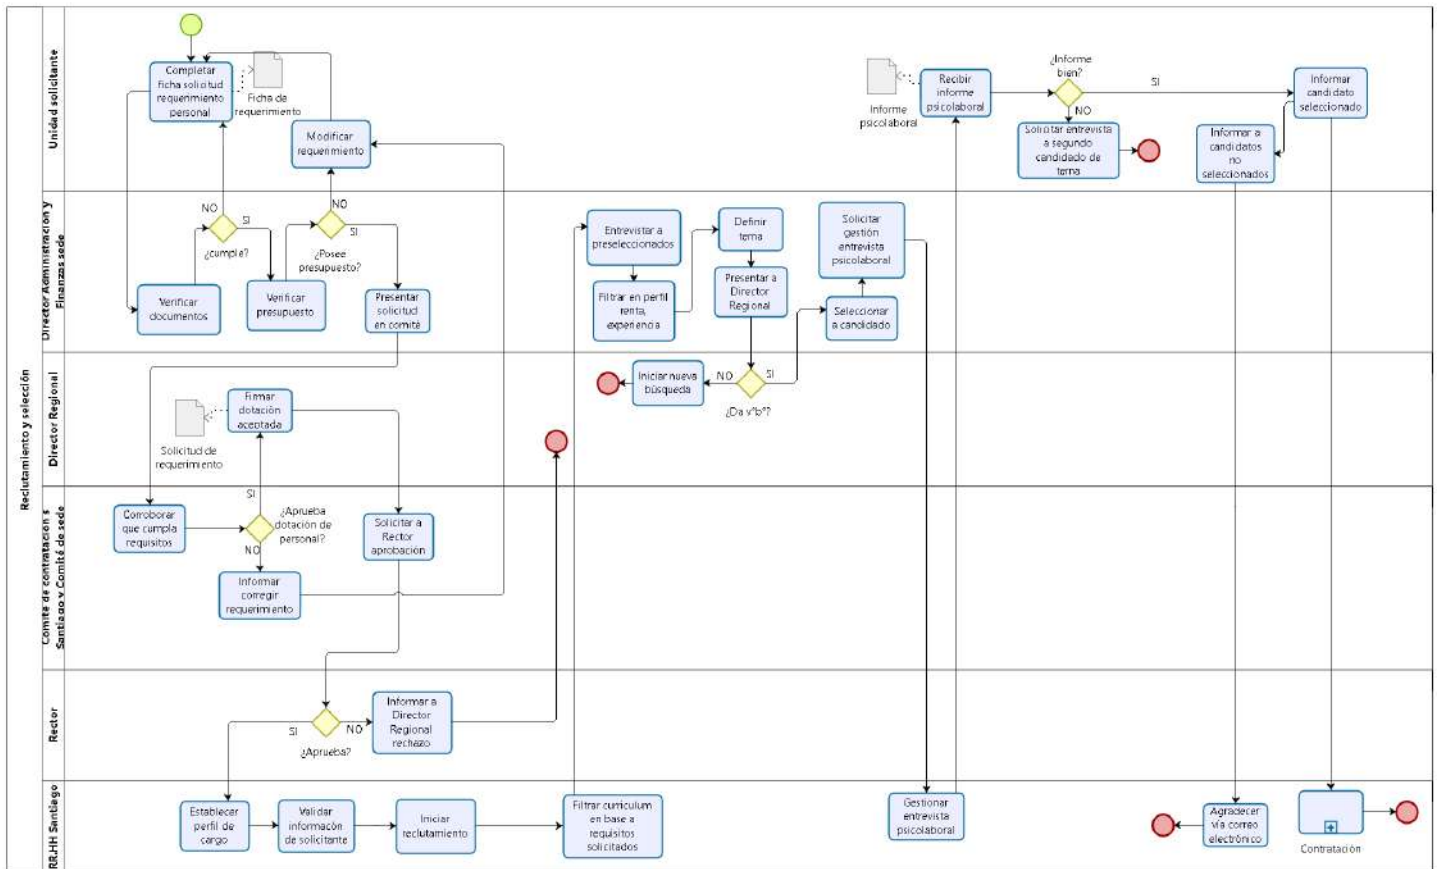 Reclutamiento y selección
Unidad solicitante
Completar
ficha solicitud
requerimiento
personal
Ficha de
requerimiento
Modificar
requerimiento
Informe
psicolaboral
Recibir
informe
psicolaboral
¿Informe
bien?
SI
NO
Solicitar entrevista
a segundo
candidado de
terna
Informar
candidato
seleccionado
Informar a
candidatos
no
seleccionados
Director Administración y
Finanzas sede
NO
SI
¿cumple?
Verificar
documentos
Verificar
presupuesto
NO
SI
¿Posee
presupuesto?
Presentar
solicitud
en comité
Entrevistar a
preseleccionados
Filtrar en perfil
renta,
experiencia
Definir
terna
Presentar a
Director
Regional
Solicitar
gestión
entrevista
psicolaboral
Seleccionar
a candidato
Director Regional
Firmar
dotación
aceptada
Solicitud de
requerimiento
Iniciar nueva
búsqueda
NO
SI
¿Da v°b°?
Comité de contratación s
Santiago y Comité de sede
Corroborar
que cumpla
requisitos
SI
¿Aprueba
dotación de
personal?
NO
Informar
corregir
requerimiento
Solicitar a
Rector
aprobación
Rector
SI
NO
¿Aprueba?
Informar a
Director
Regional
rechazo
RR.HH Santiago
Establecer
perfil de
cargo
Validar
información
de solicitante
Iniciar
reclutamiento
Filtrar curriculum
en base a
requisitos
solicitados
Gestionar
entrevista
psicolaboral
Agradecer
vía correo
electrónico
Contratación